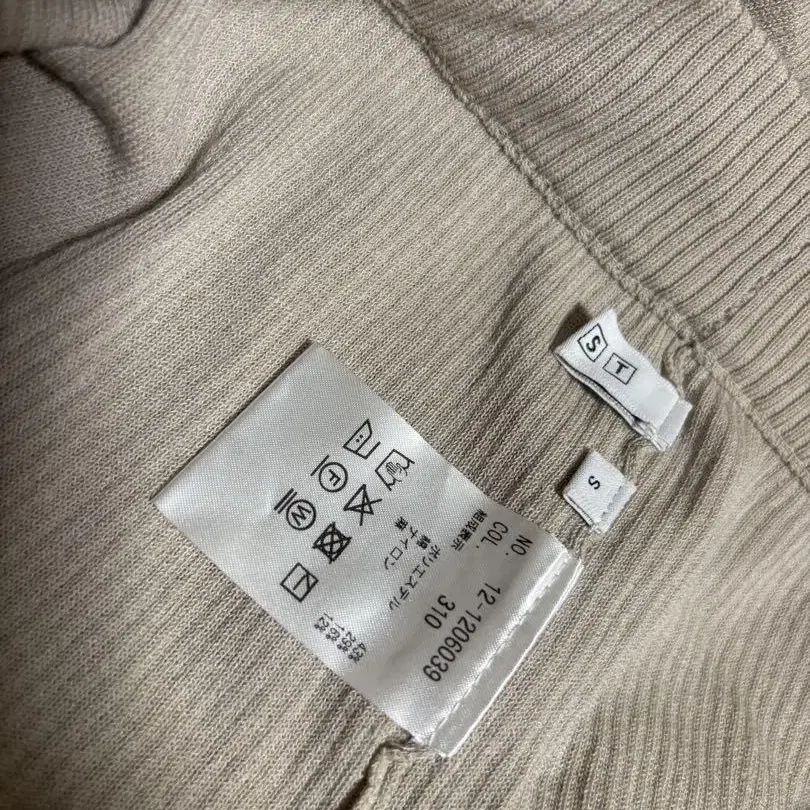 S T
S
NO. 12-1206039
COL. 310
組成表示
ポリエステル
綿
ナイロン
麻
F
W